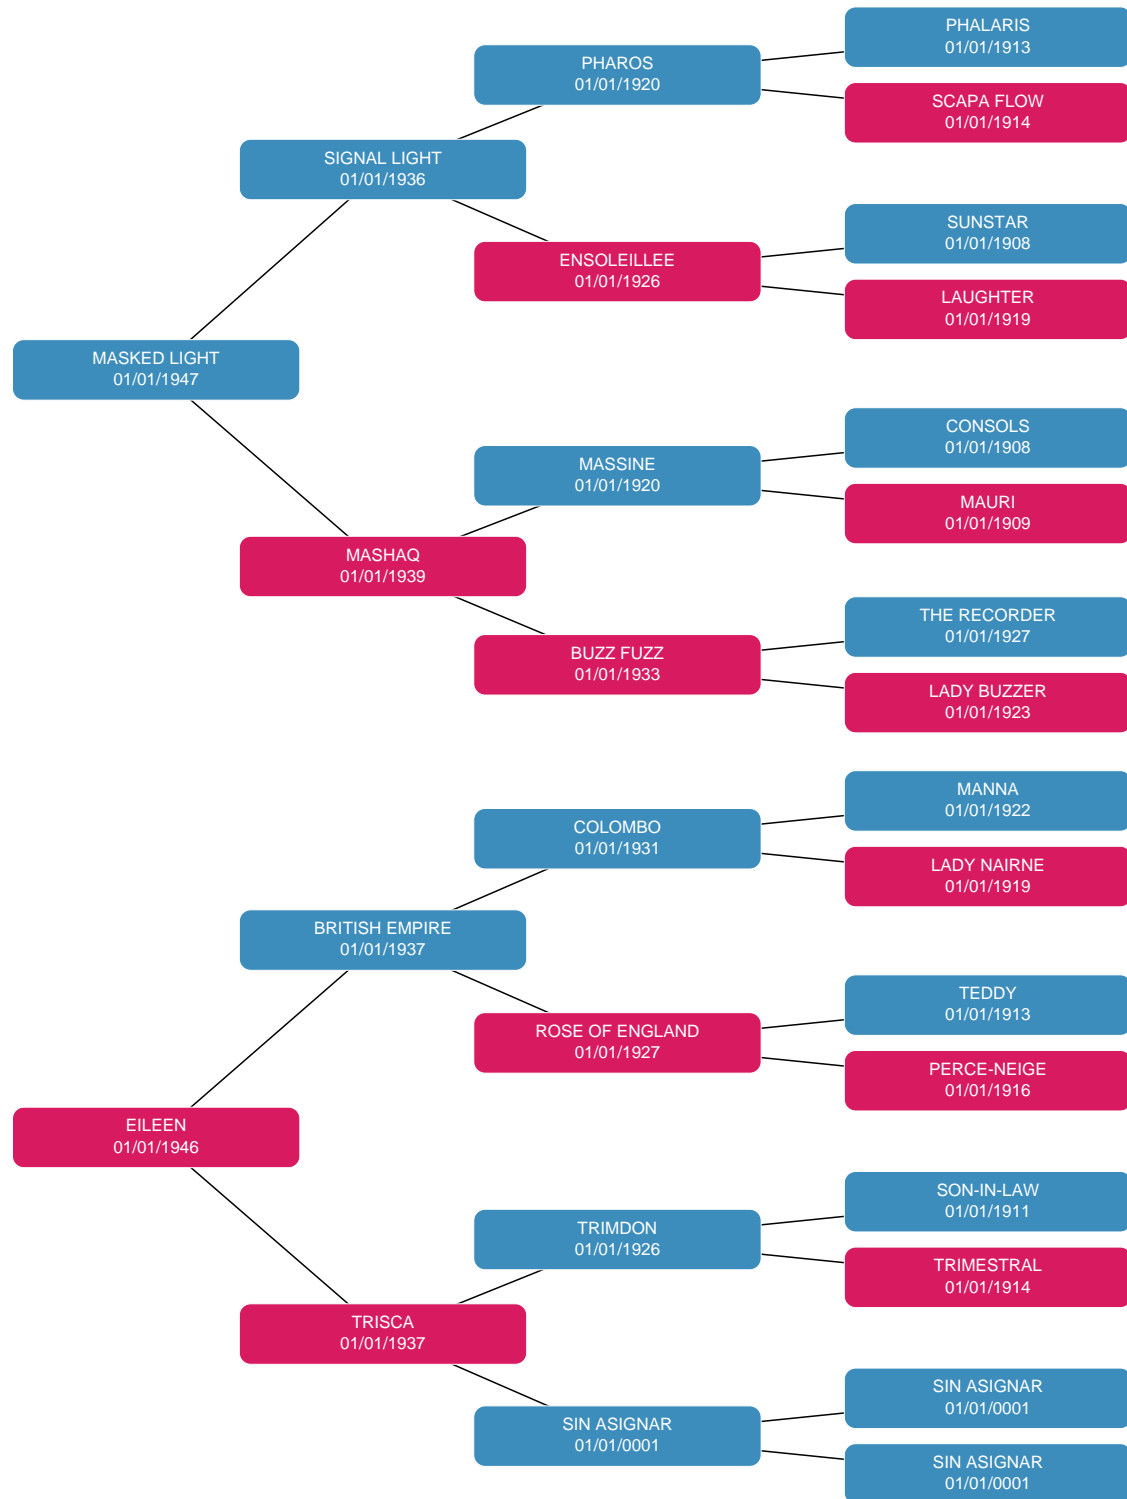 PHALARIS
01/01/1913
PHAROS
01/01/1920
SCAPA FLOW
01/01/1914
SIGNAL LIGHT
01/01/1936
SUNSTAR
01/01/1908
ENSOLEILLEE
01/01/1926
LAUGHTER
01/01/1919
MASKED LIGHT
01/01/1947
CONSOLS
01/01/1908
MASSINE
01/01/1920
MAURI
01/01/1909
MASHAQ
01/01/1939
THE RECORDER
01/01/1927
BUZZ FUZZ
01/01/1933
LADY BUZZER
01/01/1923
MANNA
01/01/1922
COLOMBO
01/01/1931
LADY NAIRNE
01/01/1919
BRITISH EMPIRE
01/01/1937
TEDDY
01/01/1913
ROSE OF ENGLAND
01/01/1927
PERCE-NEIGE
01/01/1916
EILEEN
01/01/1946
SON-IN-LAW
01/01/1911
TRIMDON
01/01/1926
TRIMESTRAL
01/01/1914
TRISCA
01/01/1937
SIN ASIGNAR
01/01/0001
SIN ASIGNAR
01/01/0001
SIN ASIGNAR
01/01/0001